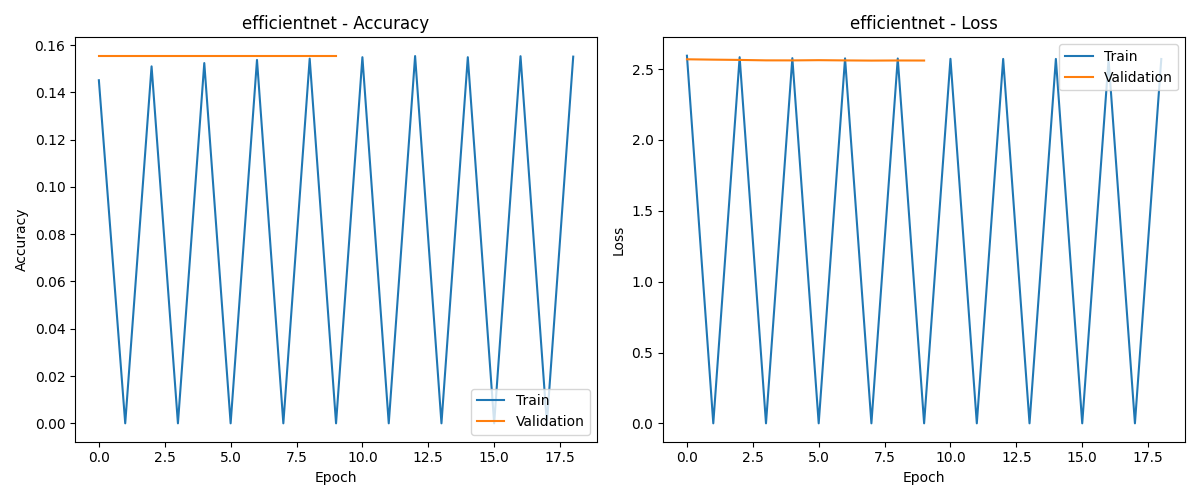 efficientnet - Accuracy
0.16
0.14
0.12
0.10
0.08
0.06
0.04
0.02
0.00
Accuracy
0.0 2.5 5.0 7.5 10.0 12.5 15.0 17.5
Epoch
Train
Validation
efficientnet - Loss
2.5
2.0
1.5
1.0
0.5
0.0
Loss
0.0 2.5 5.0 7.5 10.0 12.5 15.0 17.5
Epoch
Train
Validation